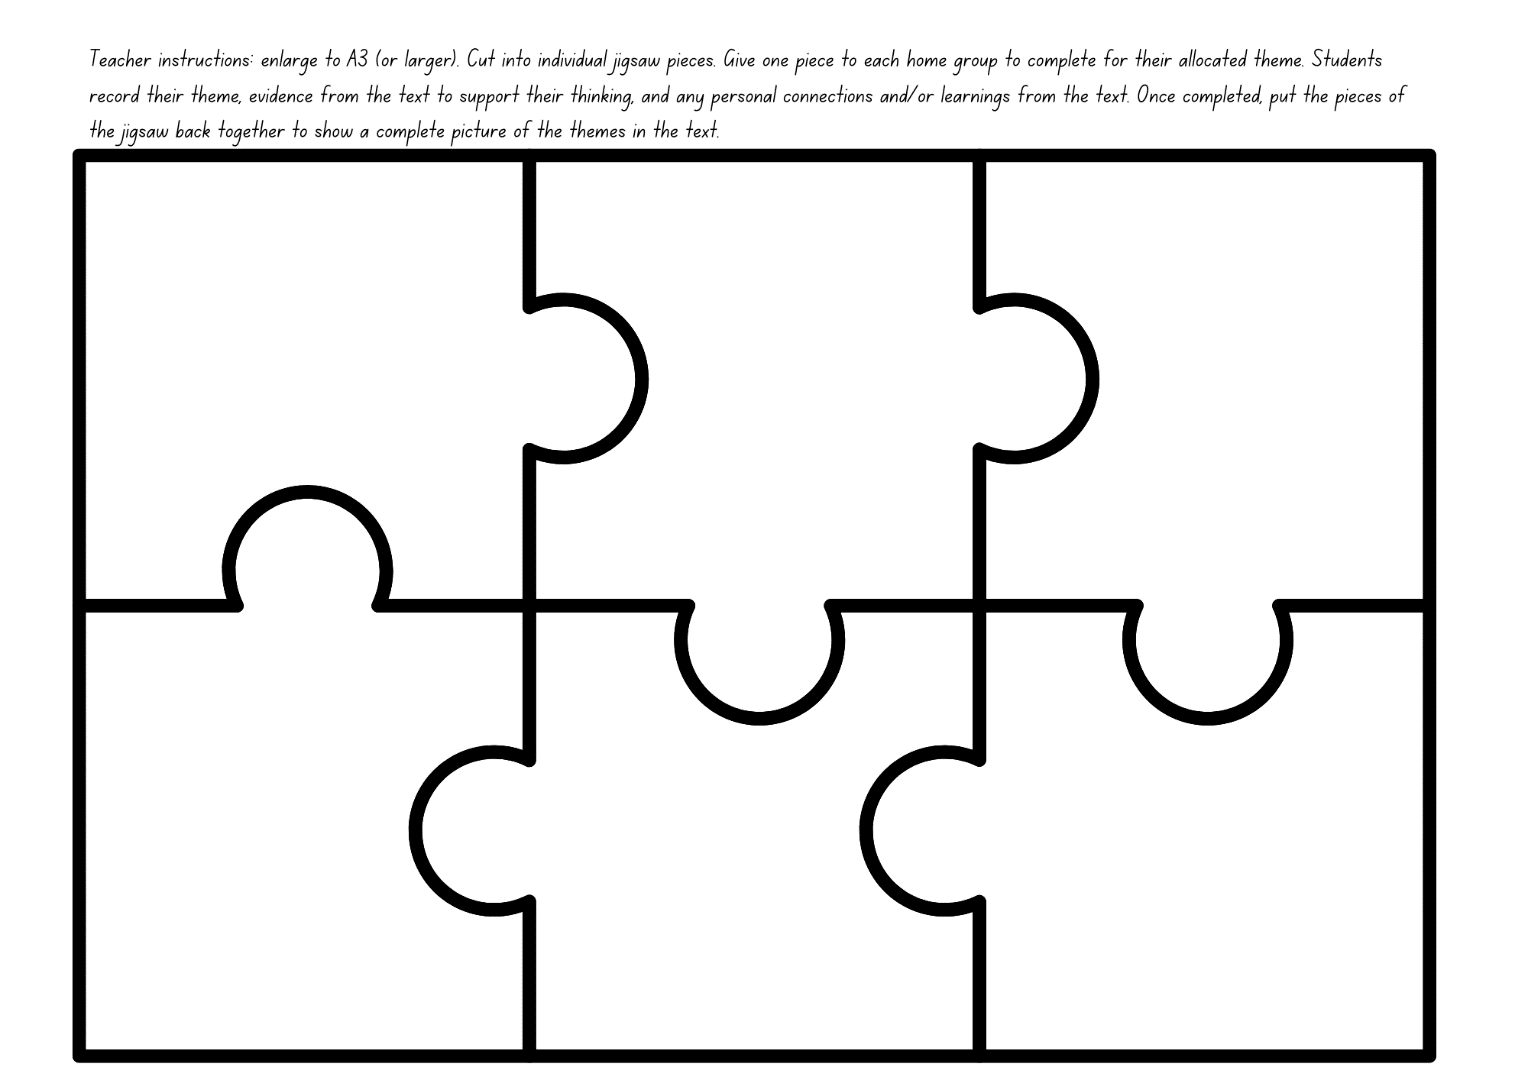 Teacher instructions: enlarge to A3 (or larger). Cut into individual jigsaw pieces. Give one piece to each home group to complete for their allocated theme. Students
record their theme, evidence from the text to support their thinking, and any personal connections and/or learnings from the text. Once completed, put the pieces of
the jigsaw back together to show a complete picture of the themes in the text.